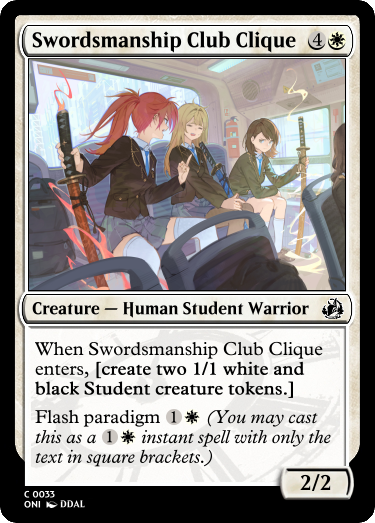 Swordsmanship Club Clique 4
Creature — Human Student Warrior
When Swordsmanship Club Clique
enters, [create two 1/1 white and
black Student creature tokens.]
Flash paradigm 1 (You may cast
this as a 1 instant spell with only the
text in square brackets.)
2/2
C 0033
ONI DDAL